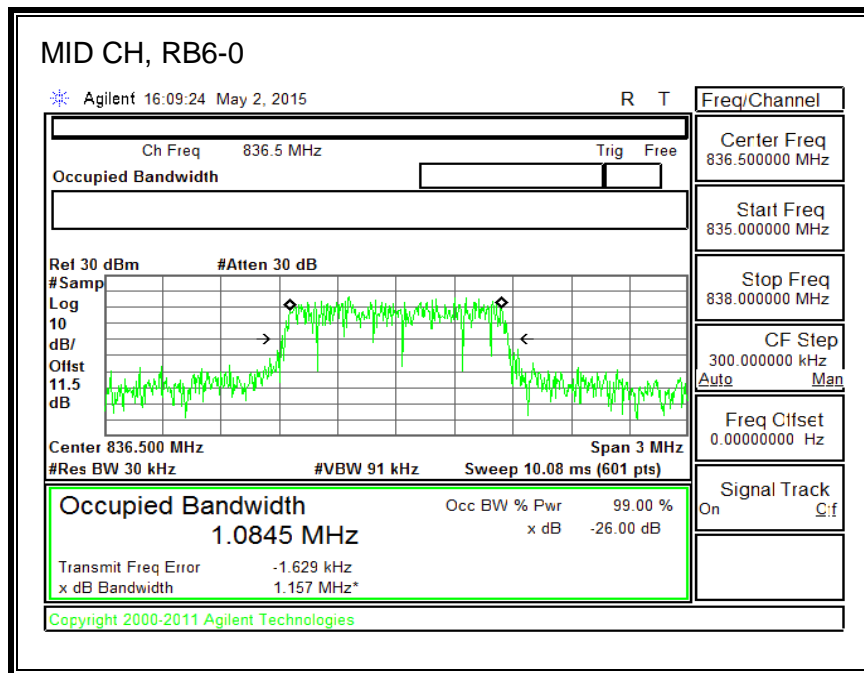 MID CH, RB6-0
Agilent 16:09:24 May 2, 2015 R T
Freq/Channel
Ch Freq 836.5 MHz Trig Free
Occupied Bandwidth
Center Freq
836.500000 MHz
Start Freq
835.000000 MHz
Stop Freq
838.000000 MHz
CF Step
300.000000 kHz
Auto Man
Freq Offset
0.00000000 Hz
Signal Track
On Off
Ref 30 dBm #Atten 30 dB
#Samp
Log
10
dB/
Offst
11.5
dB
Center 836.500 MHz Span 3 MHz
#Res BW 30 kHz #VBW 91 kHz Sweep 10.08 ms (601 pts)
Occupied Bandwidth Occ BW % Pwr 99.00 %
1.0845 MHz x dB -26.00 dB
Transmit Freq Error -1.629 kHz
x dB Bandwidth 1.157 MHz*
Copyright 2000-2011 Agilent Technologies